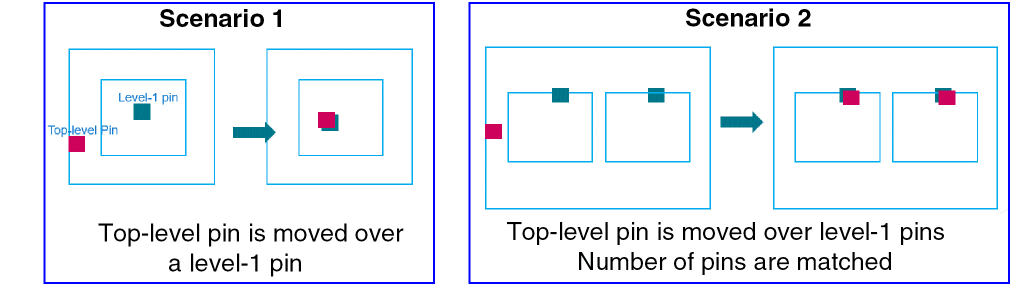 Scenario 1
Level-1 pin
Top-level Pin
Top-level pin is moved over
a level-1 pin
Scenario 2
Top-level pin is moved over level-1 pins
Number of pins are matched